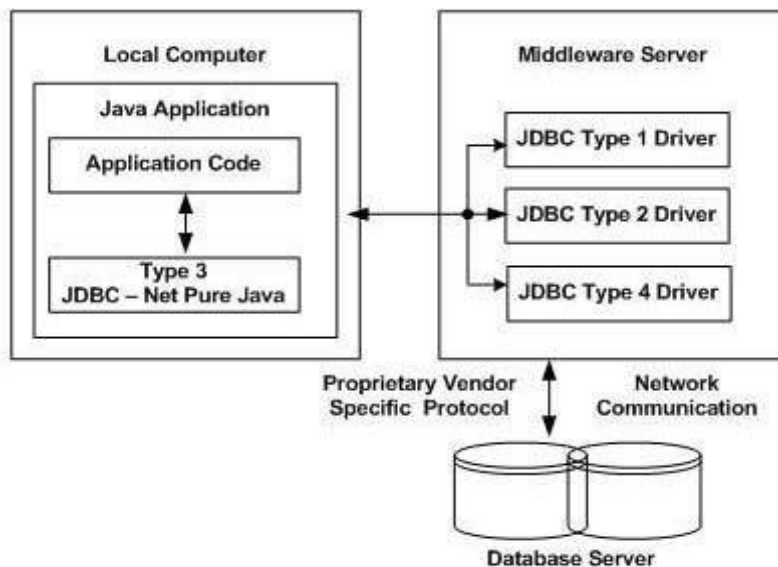 Local Computer
Java Application
Application Code
Type 3
JDBC – Net Pure Java
Middleware Server
JDBC Type 1 Driver
JDBC Type 2 Driver
JDBC Type 4 Driver
Proprietary Vendor
Specific Protocol
Network
Communication
Database Server